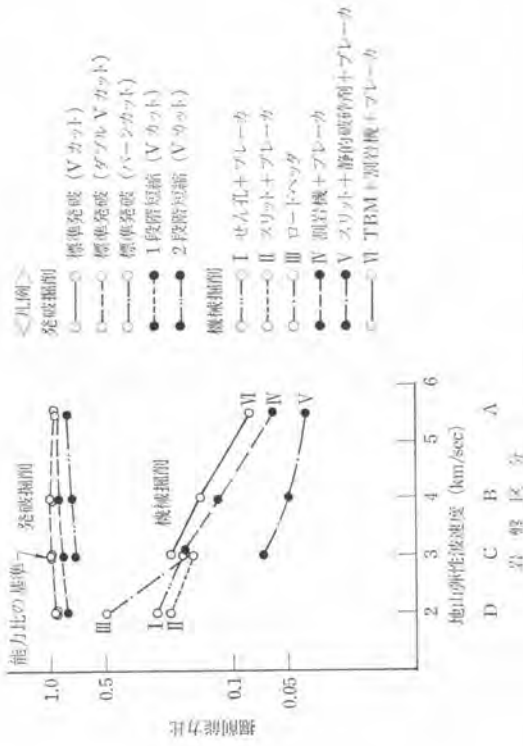 <凡例>
発破掘削
標準発破 (Vカット)
標準発破 (ダブルVカット)
標準発破 (バーンカット)
1段階短縮 (Vカット)
2段階短縮 (Vカット)
機械掘削
I せん孔+ブレーカ
II スリット+ブレーカ
III ロードヘッダ
IV 割岩機+ブレーカ
V スリット+静的破砕剤+ブレーカ
VI TBM+割岩機+ブレーカ
能力比の基準
発破掘削
機械掘削
III
I
II
VI
IV
V
掘削能力比
1.0
0.5
0.1
0.05
2 3 4 5 6
地山弾性波速度 (km/sec)
D C B A
岩盤区分